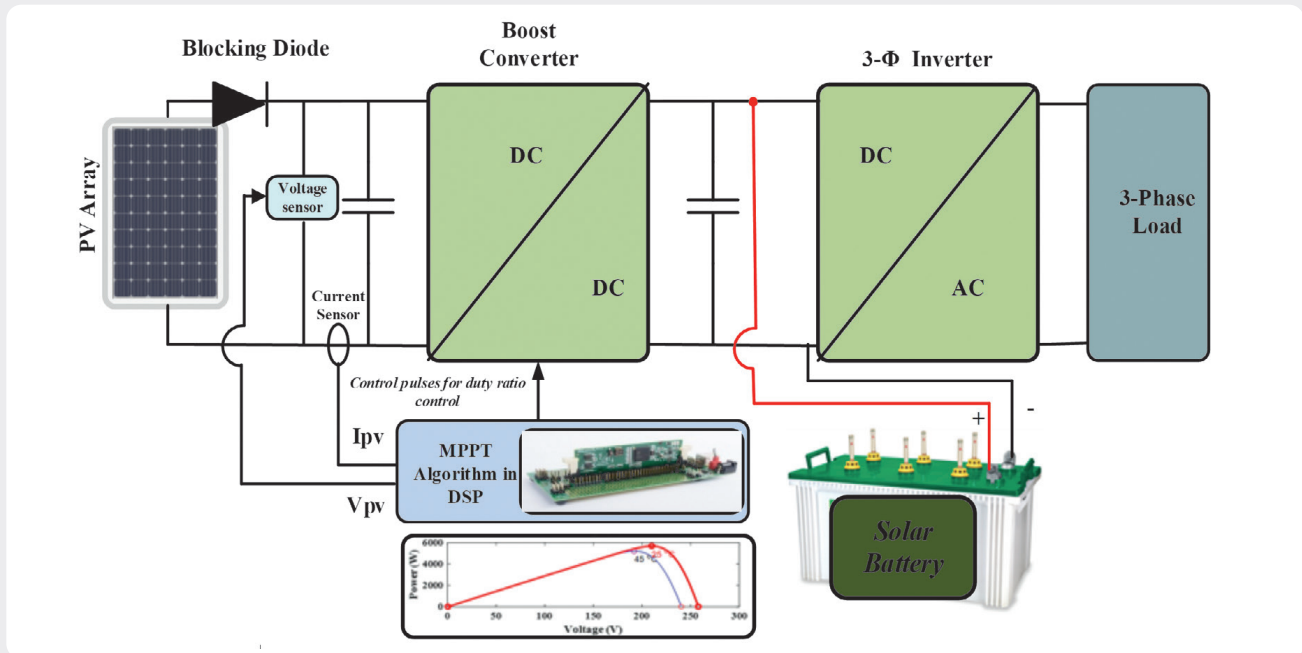 Blocking Diode
Boost
Converter
3-Φ Inverter
PV Array
Voltage
sensor
DC
DC
DC
AC
3-Phase
Load
Current
Sensor
Control pulses for duty ratio
control
Ipv
Vpv
MPPT
Algorithm in
DSP
+
-
Solar
Battery
Power (W)
6000
4000
2000
0
45 °C
25 °C
0
50
100
150
200
250
300
Voltage (V)